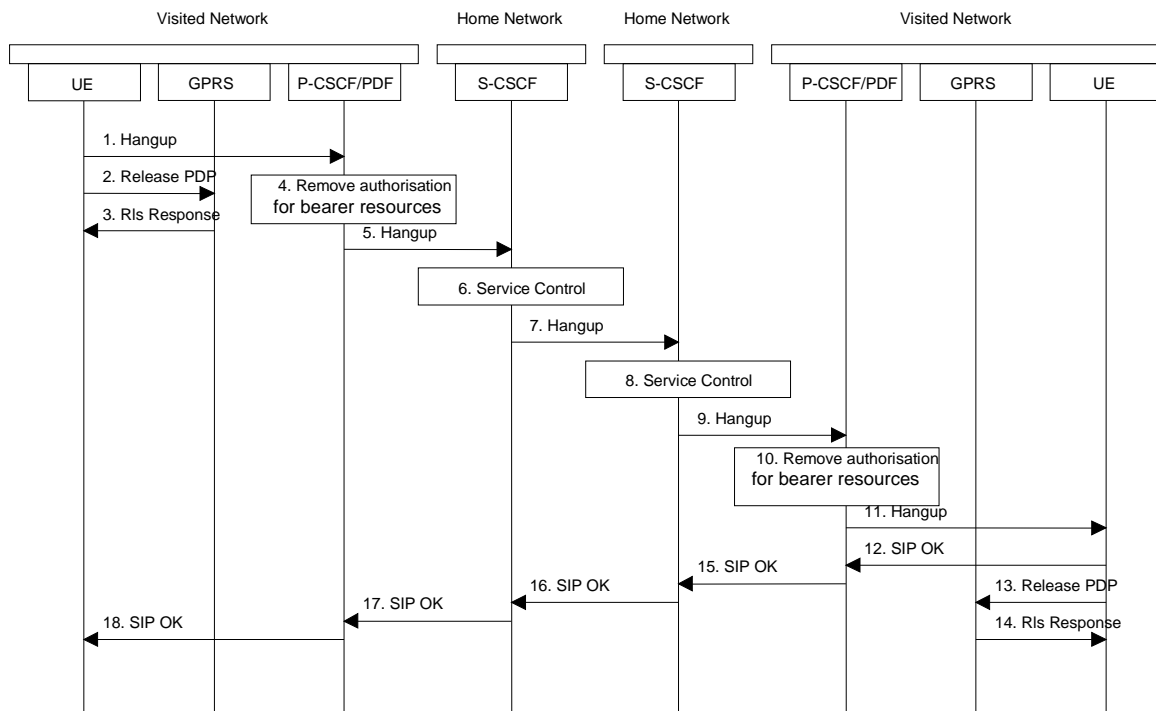 Visited Network
Home Network
Home Network
Visited Network
UE
GPRS
P-CSCF/PDF
S-CSCF
S-CSCF
P-CSCF/PDF
GPRS
UE
1. Hangup
2. Release PDP
3. Rls Response
4. Remove authorisation
for bearer resources
5. Hangup
6. Service Control
7. Hangup
8. Service Control
9. Hangup
10. Remove authorisation
for bearer resources
11. Hangup
12. SIP OK
15. SIP OK
16. SIP OK
13. Release PDP
17. SIP OK
18. SIP OK
14. Rls Response